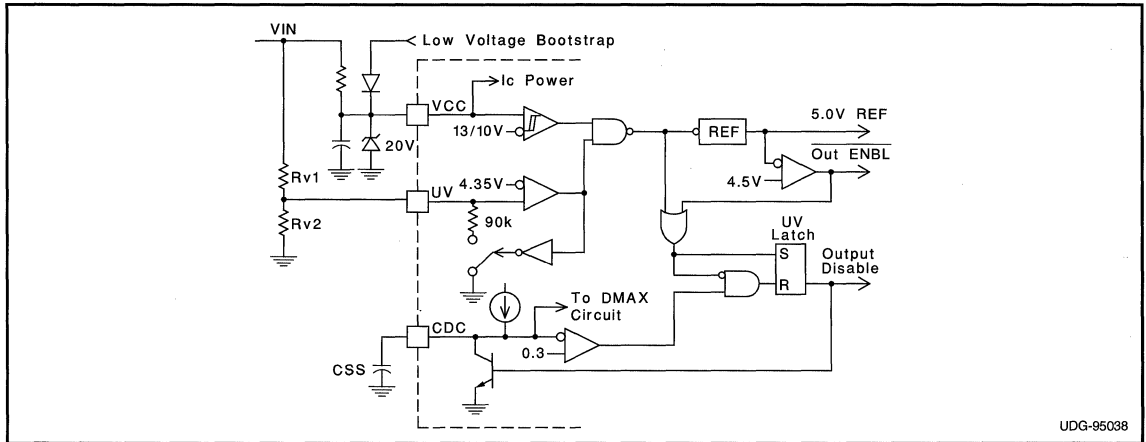 VIN
Low Voltage Bootstrap
Ic Power
VCC
13/10V
20V
REF
5.0V REF
Out ENBL
4.5V
Rv1
4.35V
UV
90k
Rv2
UV
Latch
S
R
Output
Disable
To DMAX
Circuit
CDC
0.3
CSS
UDG-95038